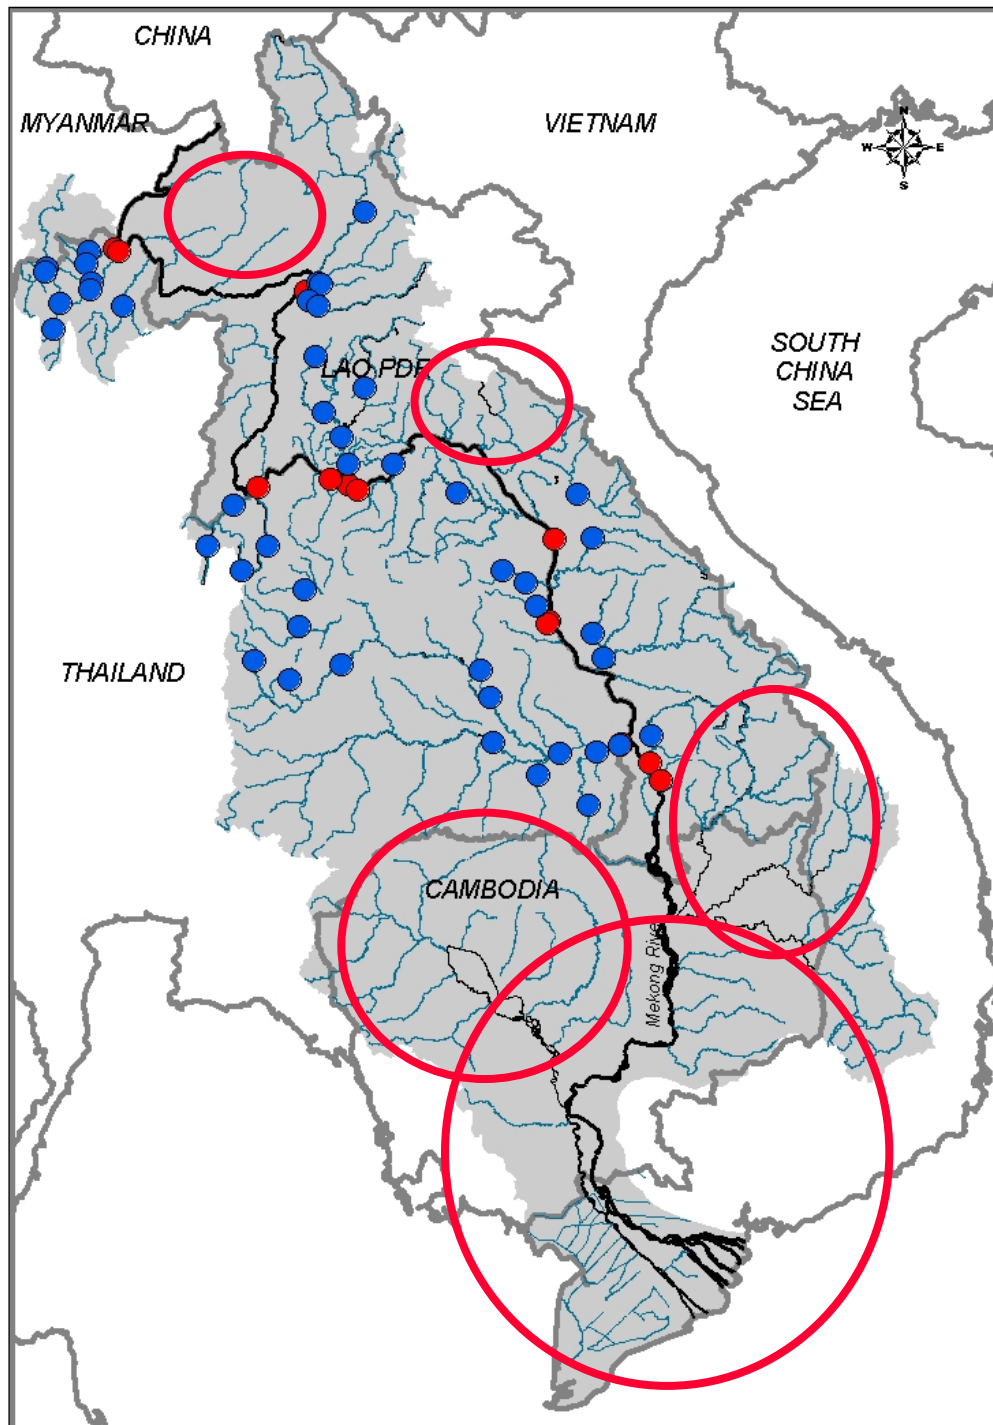 CHINA
MYANMAR
VIETNAM
N
W
E
S
SOUTH
CHINA
SEA
LAO PDR
THAILAND
CAMBODIA
Mekong River